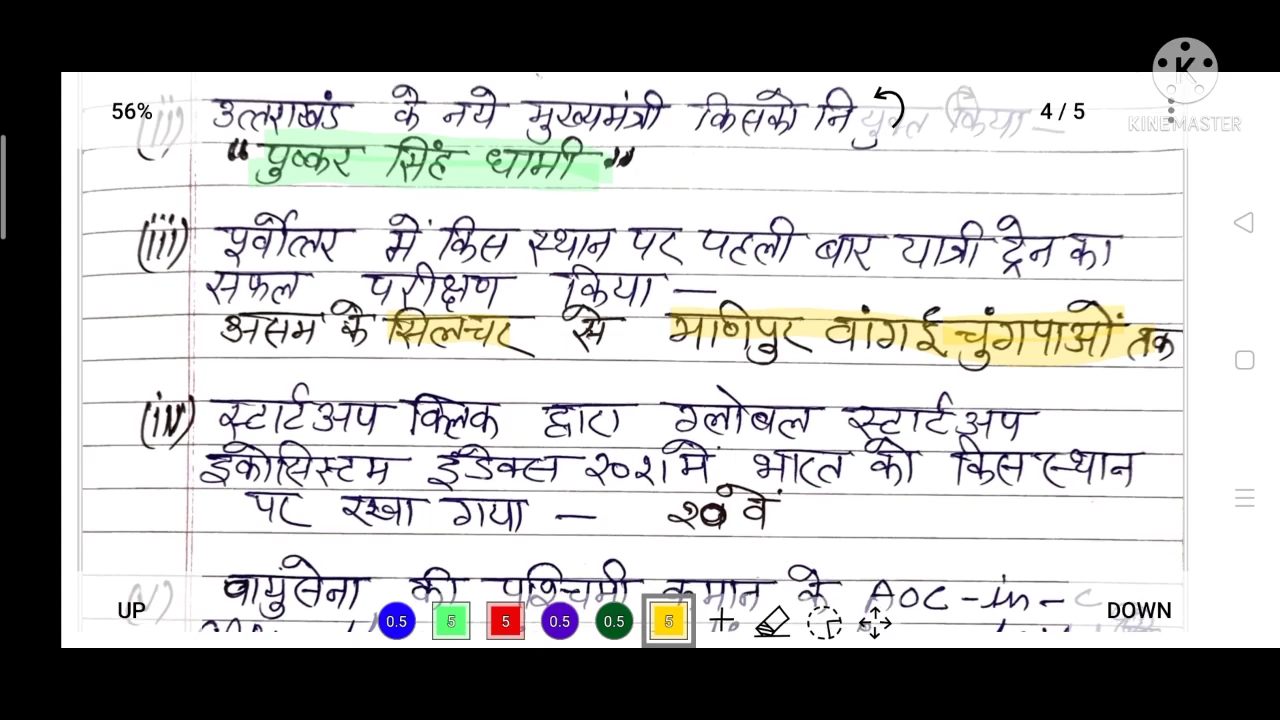 56%
4 / 5
KINEMASTER
(ii) उत्तराखंड के नये मुख्यमंत्री किसको नियुक्त किया —
"पुष्कर सिंह धामी"
(iii) पूर्वोत्तर में किस स्थान पर पहली बार यात्री ट्रेन का
सफल परीक्षण किया —
असम के सिलचर से मणिपुर वांगई चुंगपाओं तक
(iv) स्टार्टअप ब्लिंक द्वारा ग्लोबल स्टार्टअप
इकोसिस्टम इंडेक्स २०२१ में भारत को किस स्थान
पर रखा गया — २० वें
(v) वायुसेना की पश्चिमी कमान के AOC-in-C
UP
0.5 5 5 0.5 0.5 5
DOWN